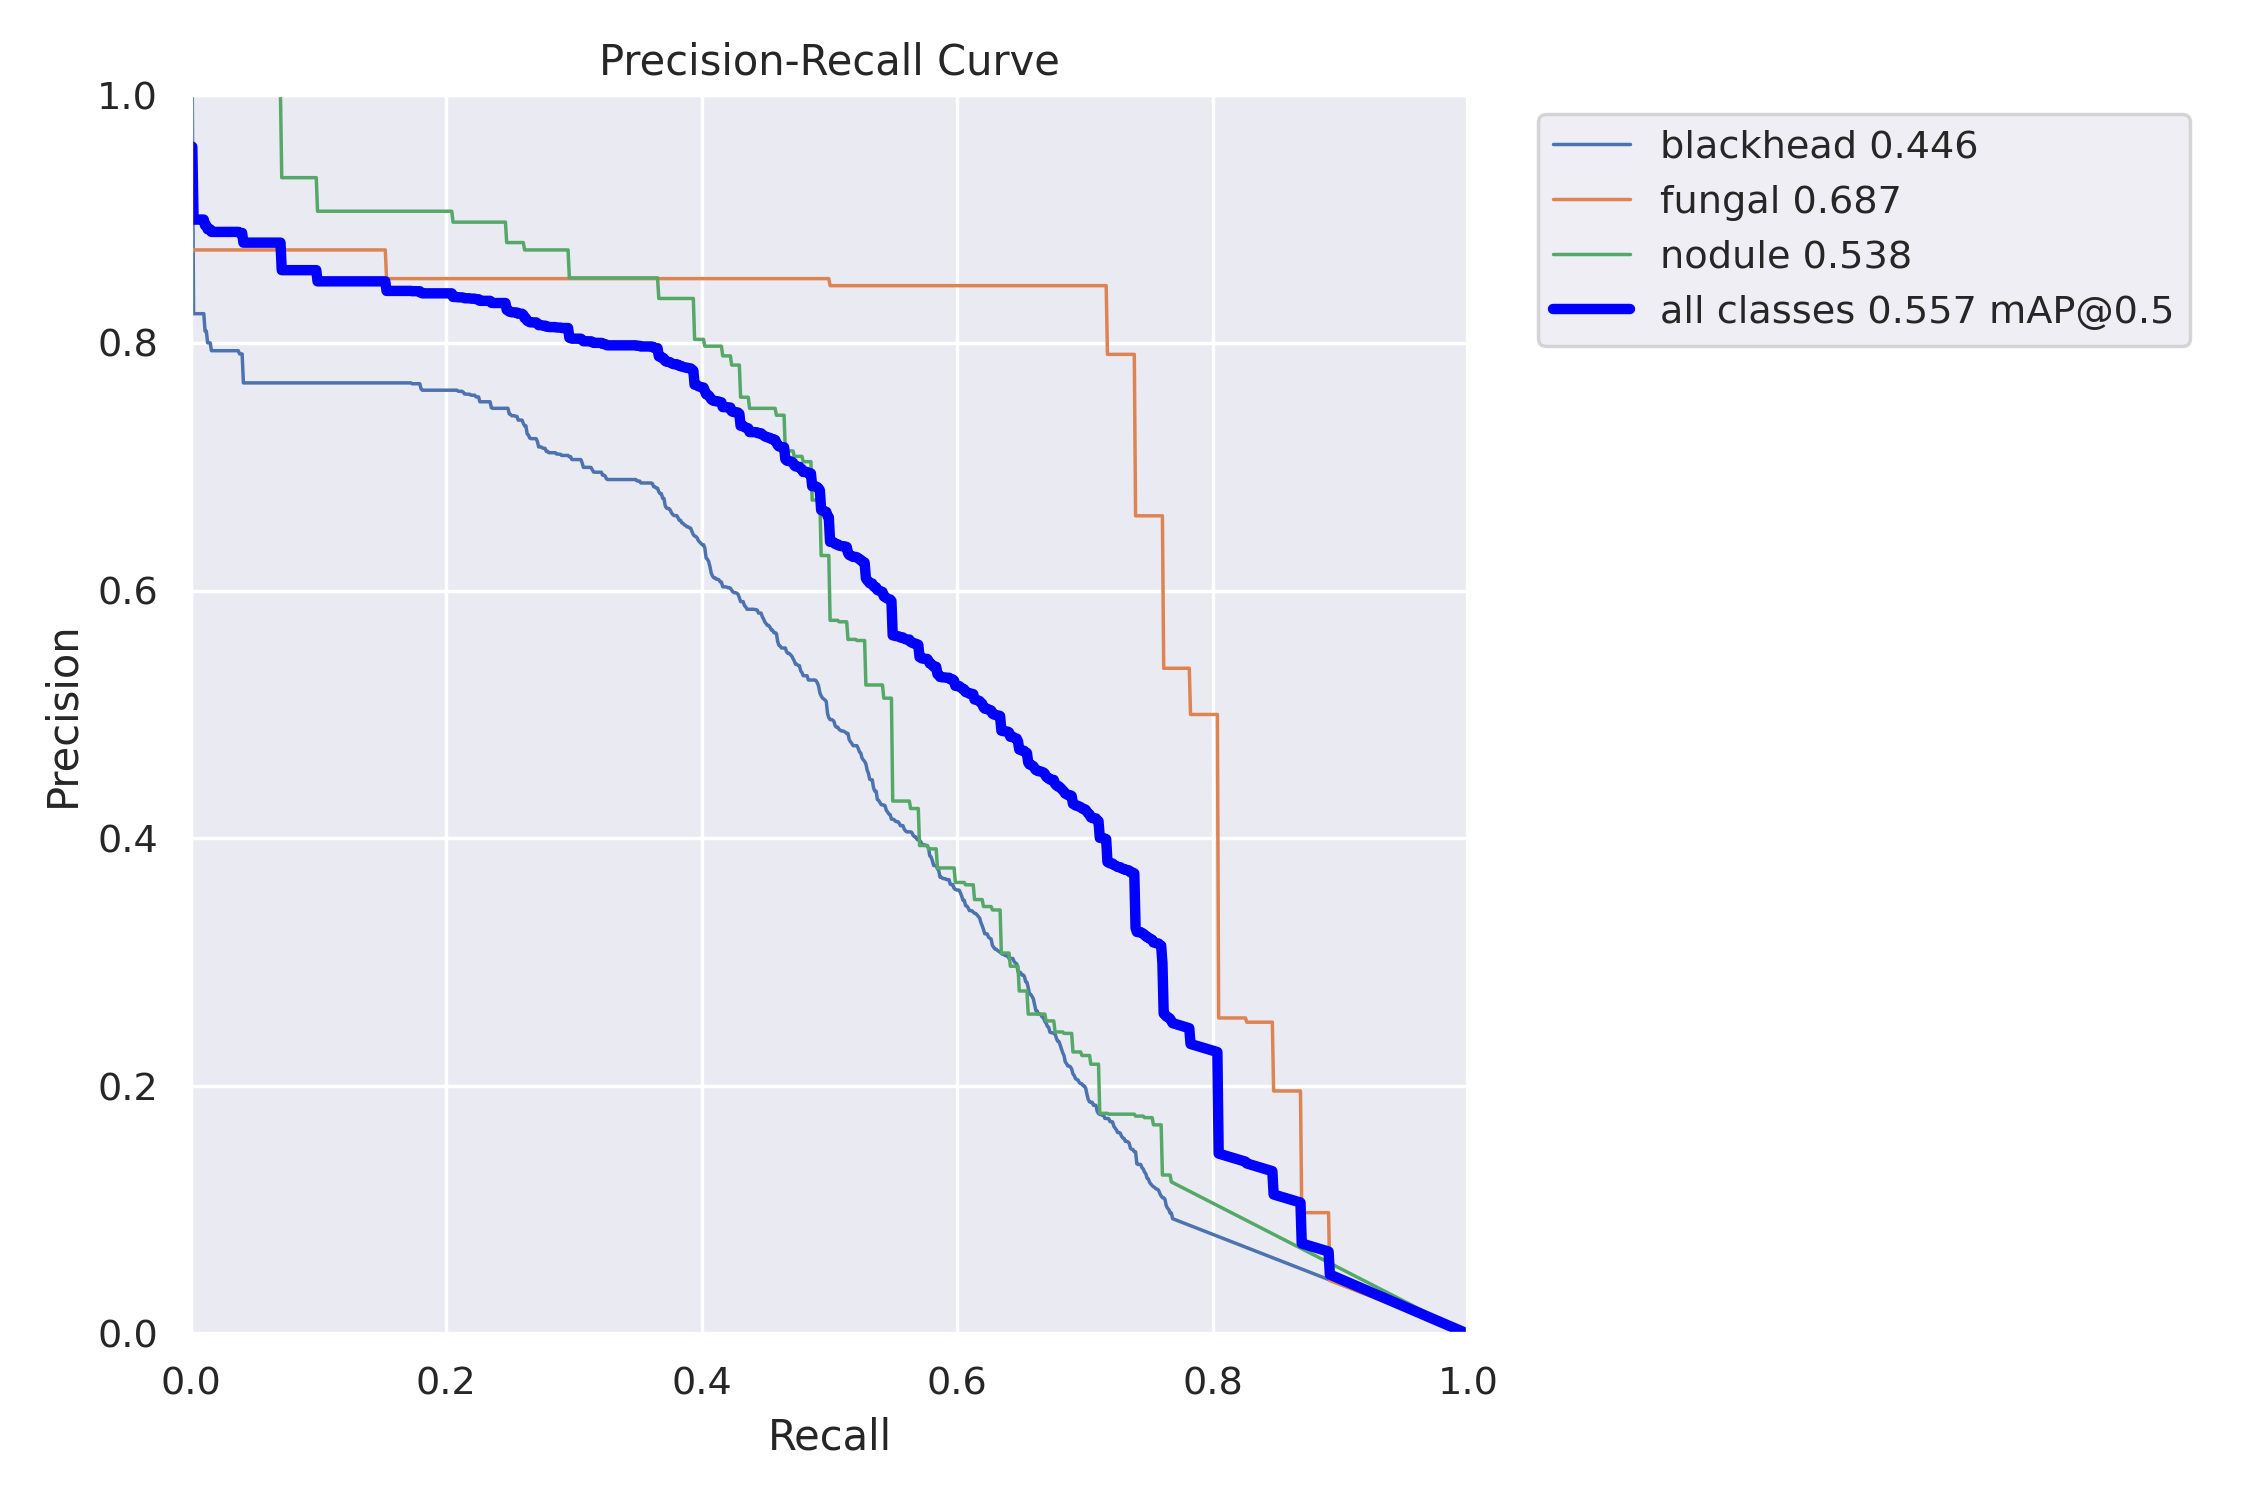 Precision-Recall Curve
blackhead 0.446
fungal 0.687
nodule 0.538
all classes 0.557 mAP@0.5
Precision
1.0
0.8
0.6
0.4
0.2
0.0
0.0 0.2 0.4 0.6 0.8 1.0
Recall